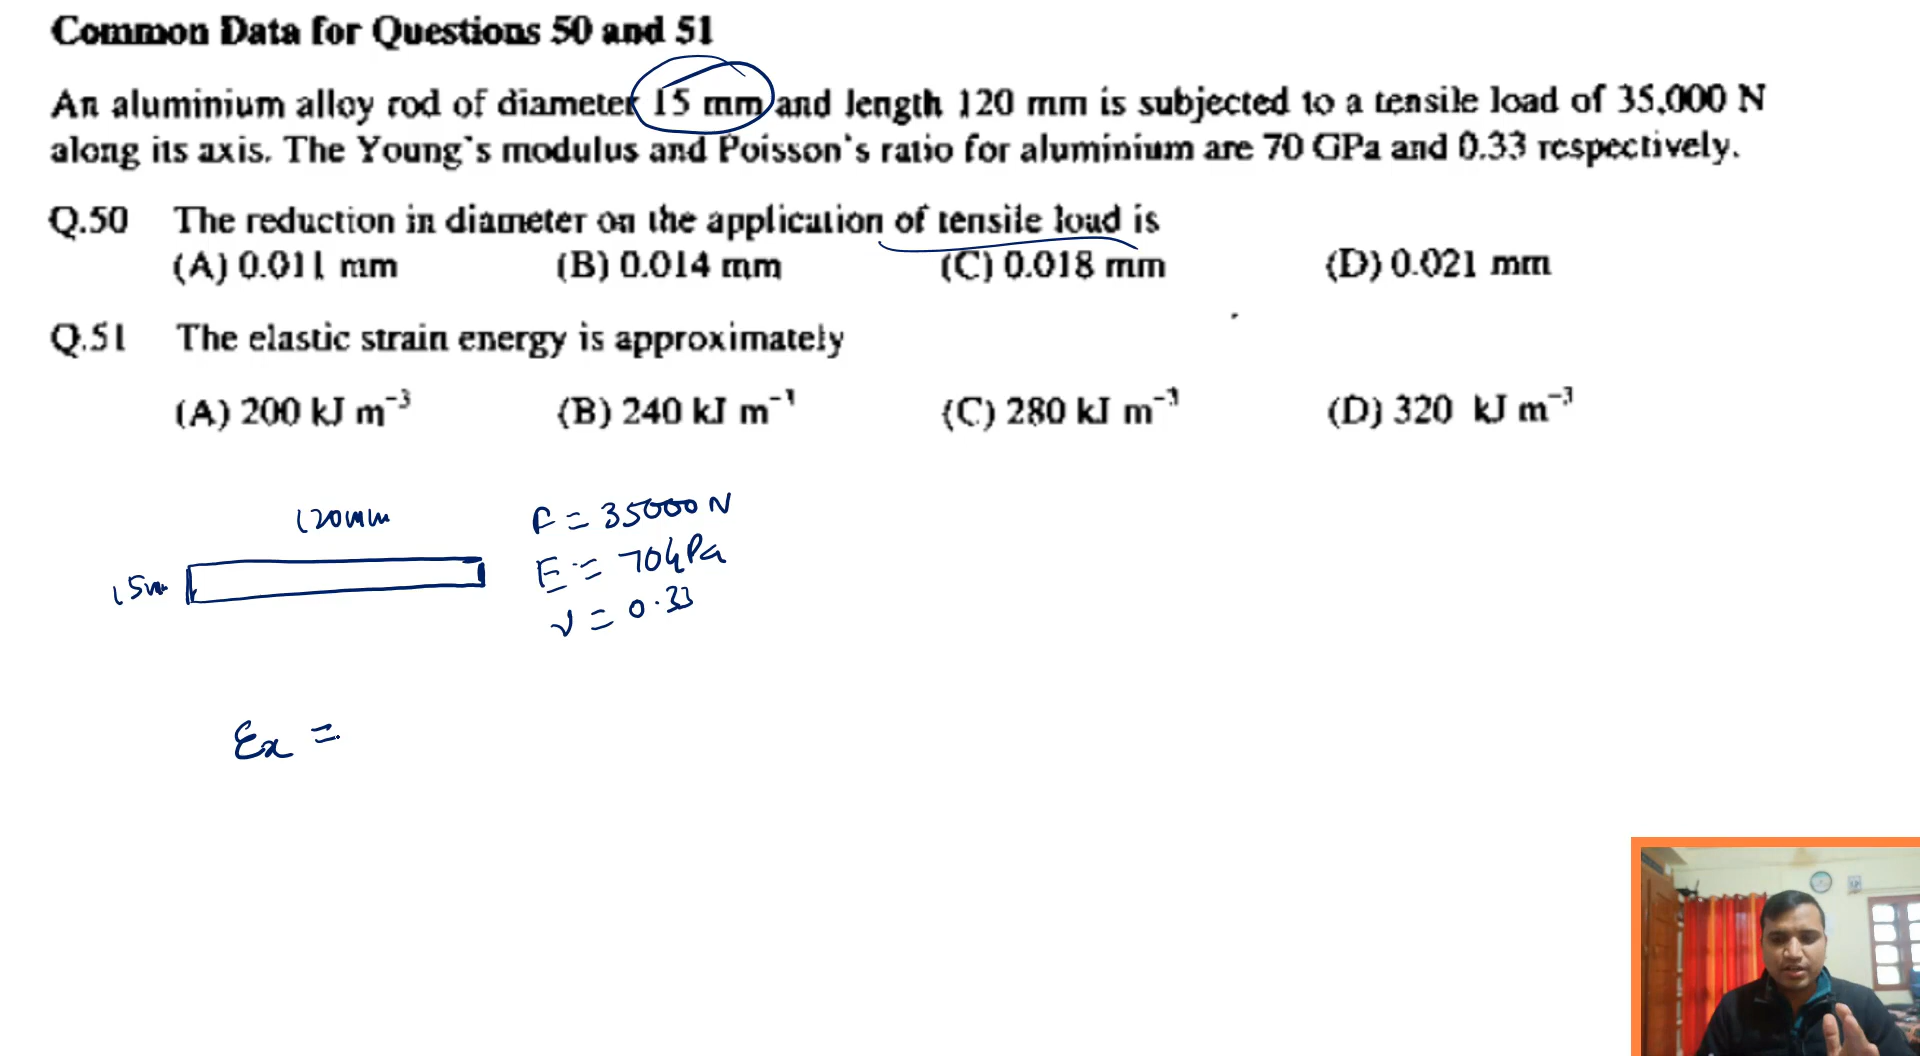 Common Data for Questions 50 and 51
An aluminium alloy rod of diameter 15 mm and length 120 mm is subjected to a tensile load of 35,000 N
along its axis. The Young's modulus and Poisson's ratio for aluminium are 70 GPa and 0.33 respectively.
Q.50 The reduction in diameter on the application of tensile load is
(A) 0.011 mm (B) 0.014 mm (C) 0.018 mm (D) 0.021 mm
Q.51 The elastic strain energy is approximately
(A) 200 kJ m⁻³ (B) 240 kJ m⁻³ (C) 280 kJ m⁻³ (D) 320 kJ m⁻³
120mm
15mm
F = 35000 N
E = 70GPa
ν = 0.33
εx =